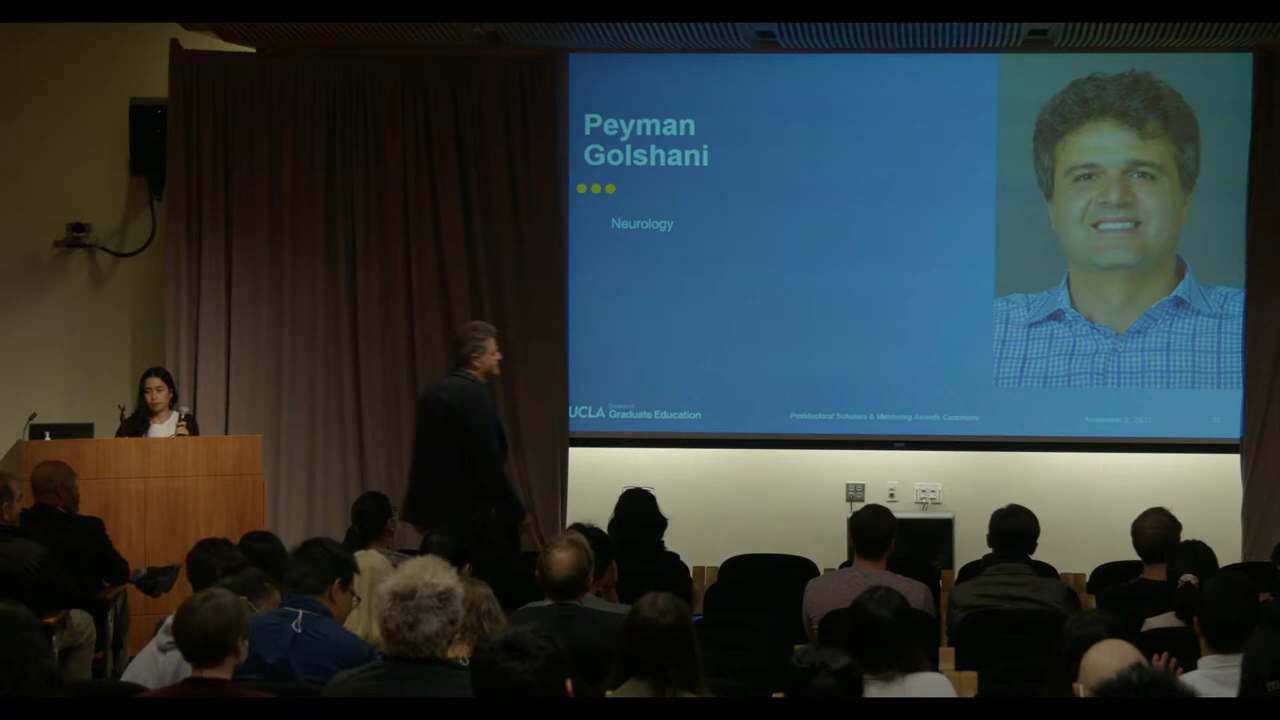 Peyman
Golshani
Neurology
UCLA Graduate Education
Postdoctoral Scholars & Mentoring Awards Ceremony